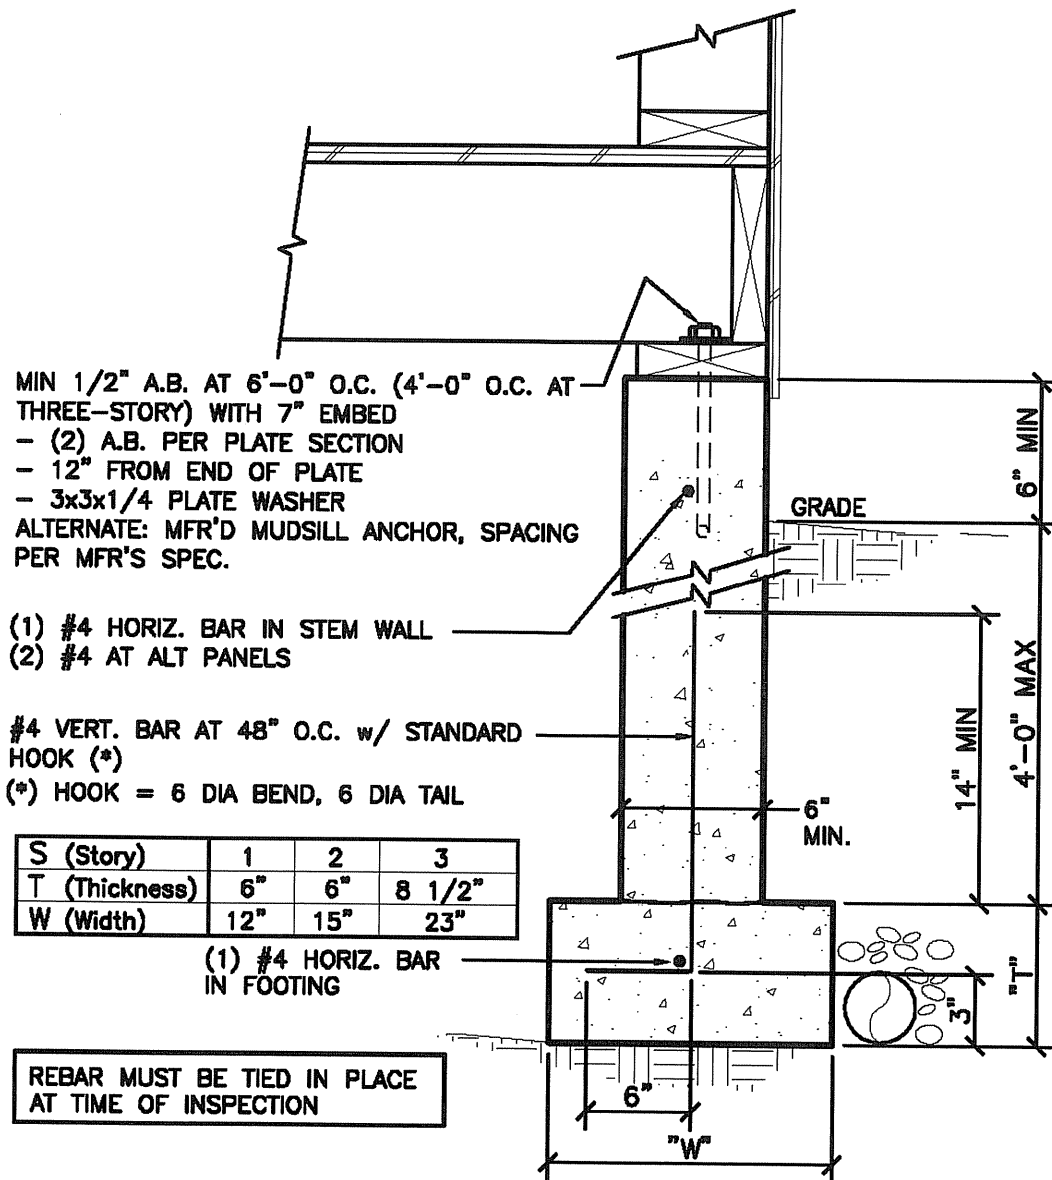 MIN 1/2" A.B. AT 6'-0" O.C. (4'-0" O.C. AT
THREE-STORY) WITH 7" EMBED
- (2) A.B. PER PLATE SECTION
- 12" FROM END OF PLATE
- 3x3x1/4 PLATE WASHER
ALTERNATE: MFR'D MUDSILL ANCHOR, SPACING
PER MFR'S SPEC.
6" MIN
GRADE
(1) #4 HORIZ. BAR IN STEM WALL
(2) #4 AT ALT PANELS
#4 VERT. BAR AT 48" O.C. w/ STANDARD
HOOK (*)
(*) HOOK = 6 DIA BEND, 6 DIA TAIL
14" MIN
4'-0" MAX
6"
MIN.
S (Story) 1 2 3
T (Thickness) 6" 6" 8 1/2"
W (Width) 12" 15" 23"
(1) #4 HORIZ. BAR
IN FOOTING
3"
"T"
REBAR MUST BE TIED IN PLACE
AT TIME OF INSPECTION
6"
"W"